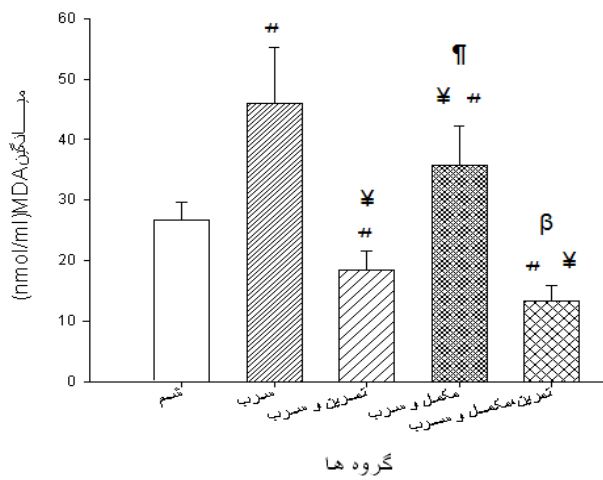 میـــانگینMDA(nmol/ml)
60
50
40
30
20
10
0
#
¥
#
¶
¥ #
β
# ¥
شم
سرب
تمرین و سرب
مکمل و سرب
تمرین،مکمل و سرب
گروه ها